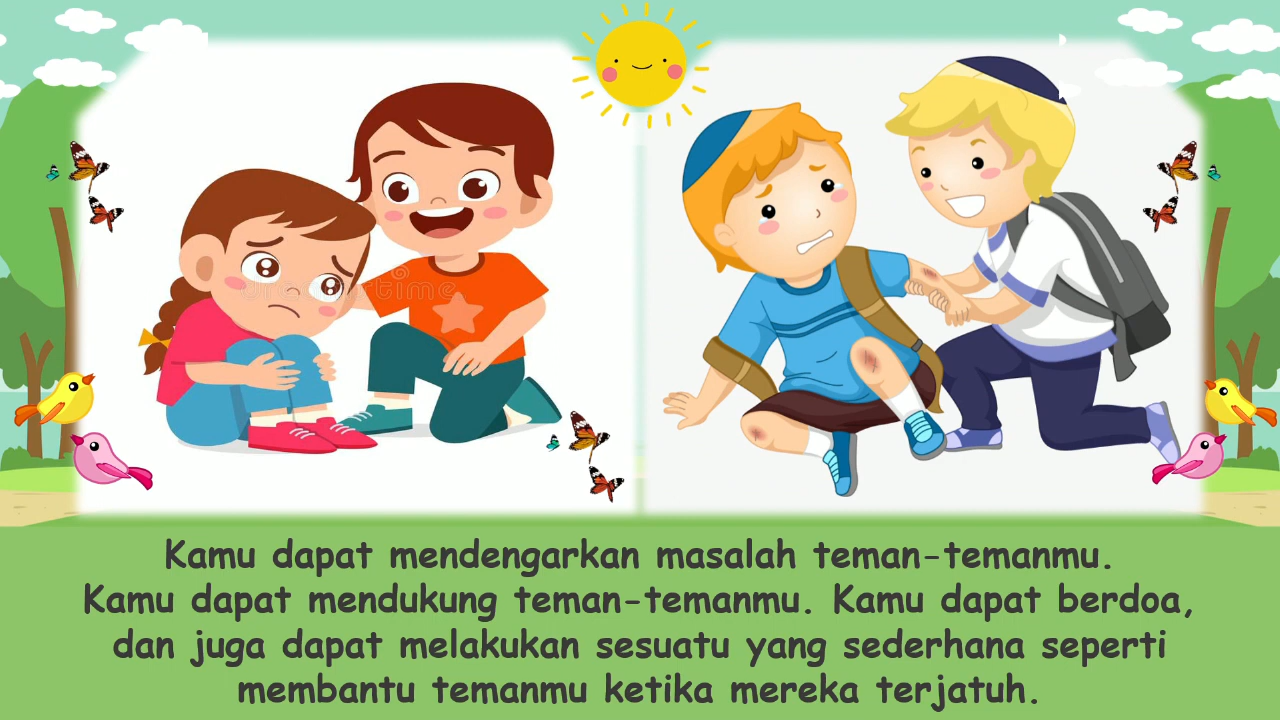 Kamu dapat mendengarkan masalah teman-temanmu.
Kamu dapat mendukung teman-temanmu. Kamu dapat berdoa,
dan juga dapat melakukan sesuatu yang sederhana seperti
membantu temanmu ketika mereka terjatuh.